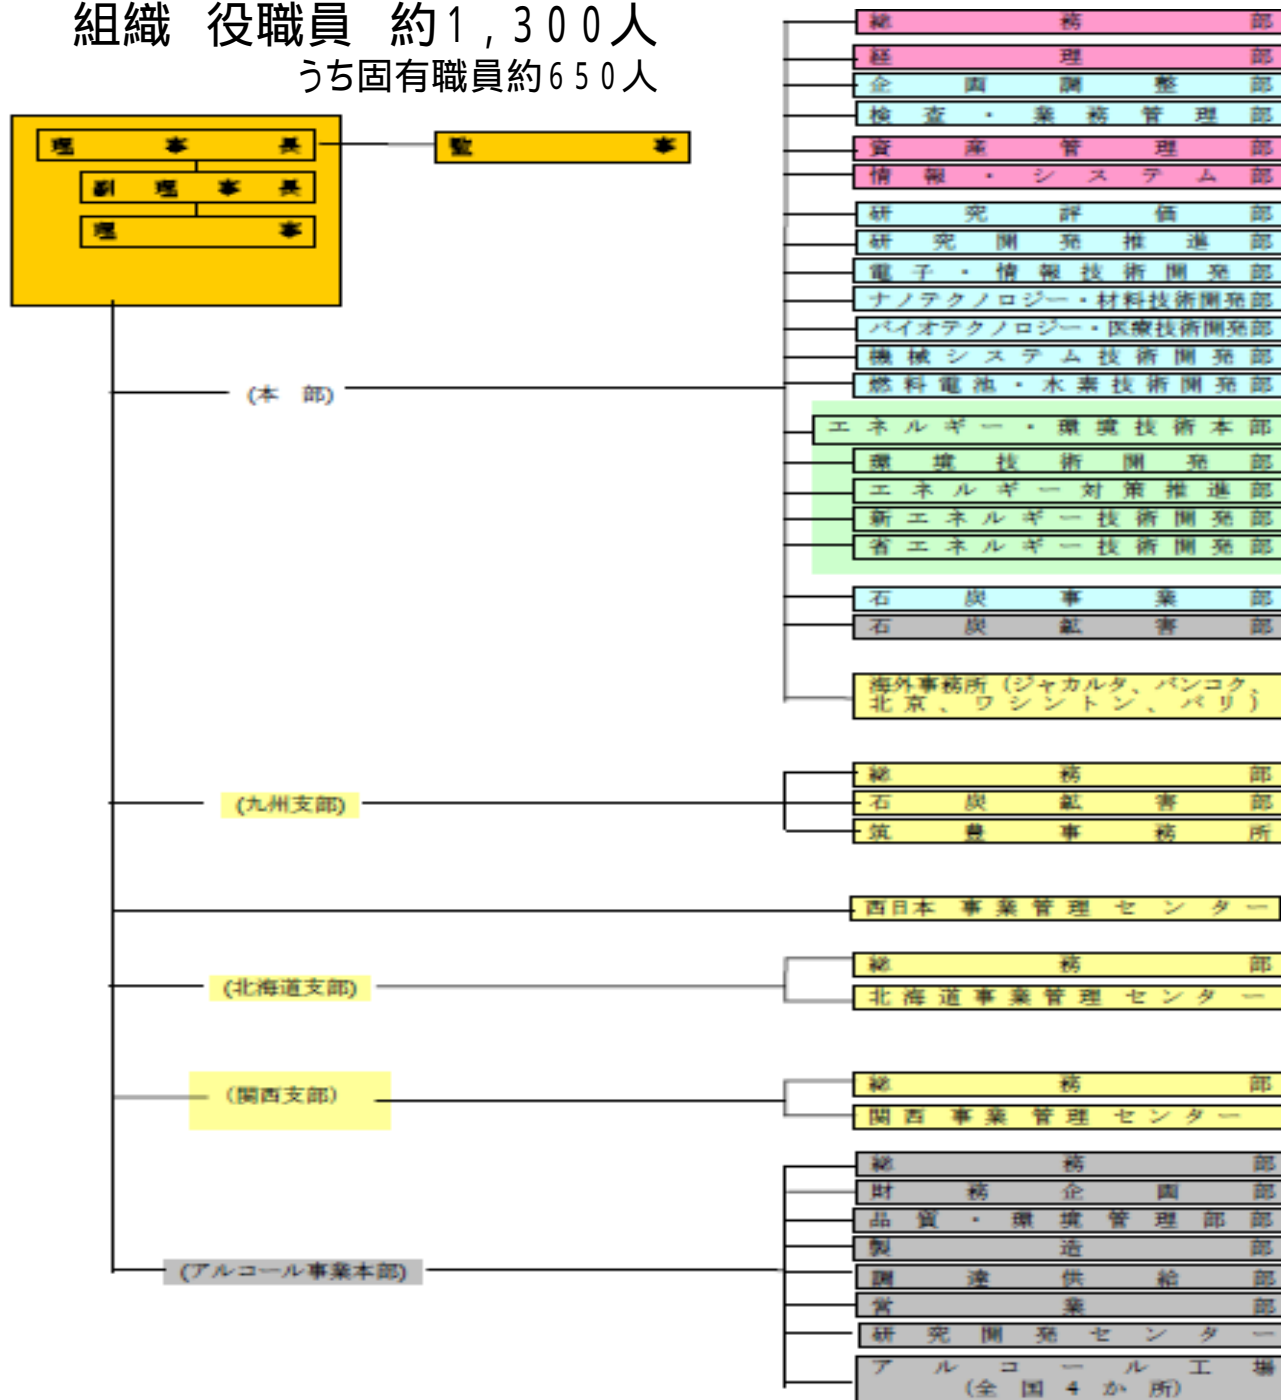 組織 役職員 約1,300人
うち固有職員約650人
理事長
監事
副理事長
理事
(本 部)
総務部
経理部
企画調整部
検査・業務管理部
資産管理部
情報・システム部
研究評価部
研究開発推進部
電子・情報技術開発部
ナノテクノロジー・材料技術開発部
バイオテクノロジー・医療技術開発部
機械システム技術開発部
燃料電池・水素技術開発部
エネルギー・環境技術本部
環境技術開発部
エネルギー対策推進部
新エネルギー技術開発部
省エネルギー技術開発部
石炭事業部
石炭鉱害部
海外事務所(ジャカルタ、バンコク、
北京、ワシントン、パリ)
(九州支部)
総務部
石炭鉱害部
筑豊事務所
西日本 事業管理センター
(北海道支部)
総務部
北海道事業管理センター
(関西支部)
総務部
関西事業管理センター
(アルコール事業本部)
総務部
財務企画部
品質・環境管理部部
製造部
調達供給部
営業部
研究開発センター
アルコール工場
(全国4か所)